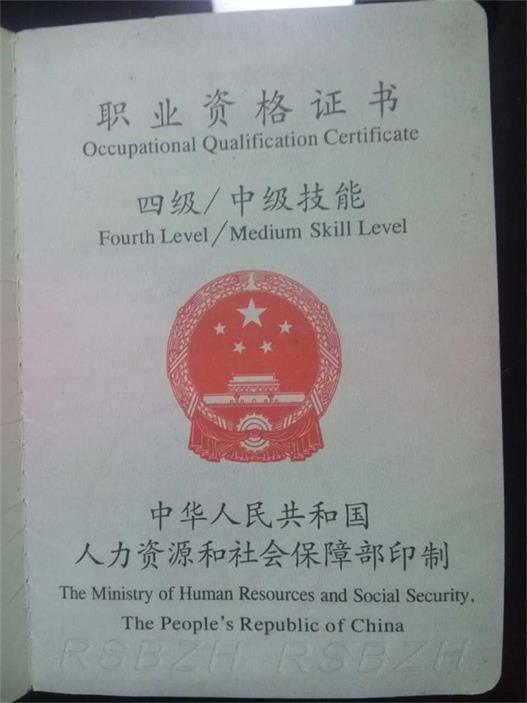 职业资格证书
Occupational Qualification Certificate
四级/中级技能
Fourth Level/Medium Skill Level
中华人民共和国
人力资源和社会保障部印制
The Ministry of Human Resources and Social Security,
The People's Republic of China
RSBZH RSBZH